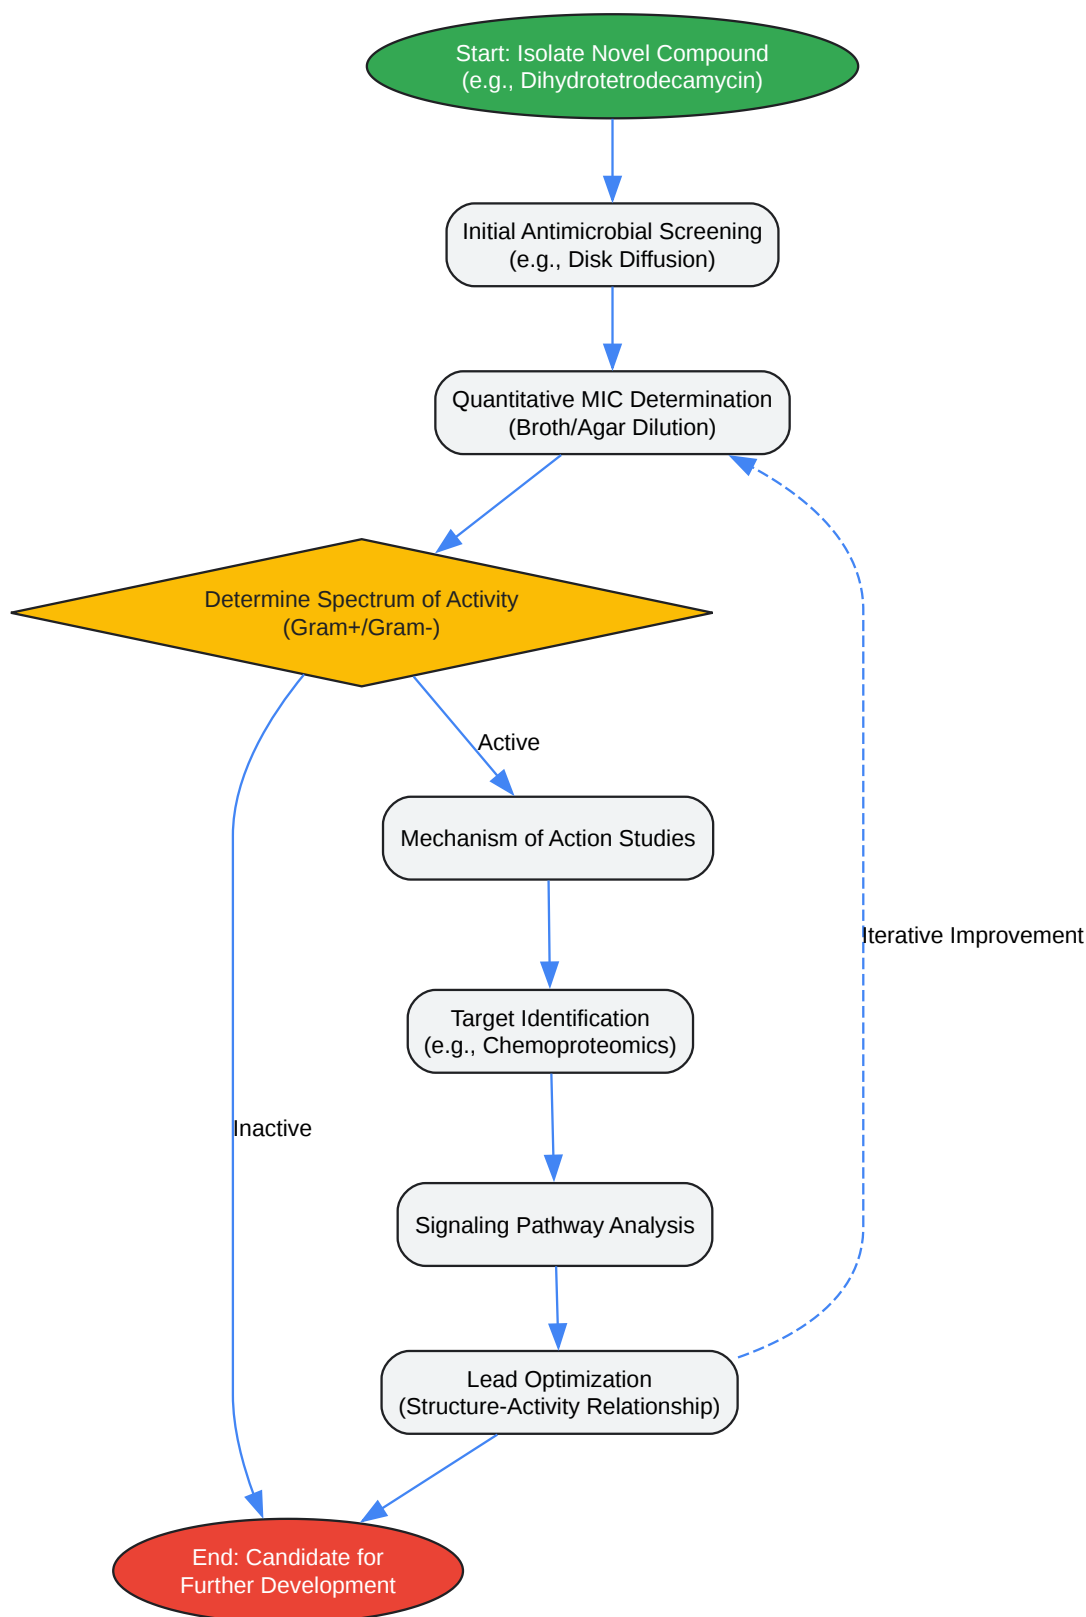 Start: Isolate Novel Compound
(e.g., Dihydrotetrodecamycin)
Initial Antimicrobial Screening
(e.g., Disk Diffusion)
Quantitative MIC Determination
(Broth/Agar Dilution)
Determine Spectrum of Activity
(Gram+/Gram-)
Active
Mechanism of Action Studies
Iterative Improvement
Target Identification
(e.g., Chemoproteomics)
Inactive
Signaling Pathway Analysis
Lead Optimization
(Structure-Activity Relationship)
End: Candidate for
Further Development